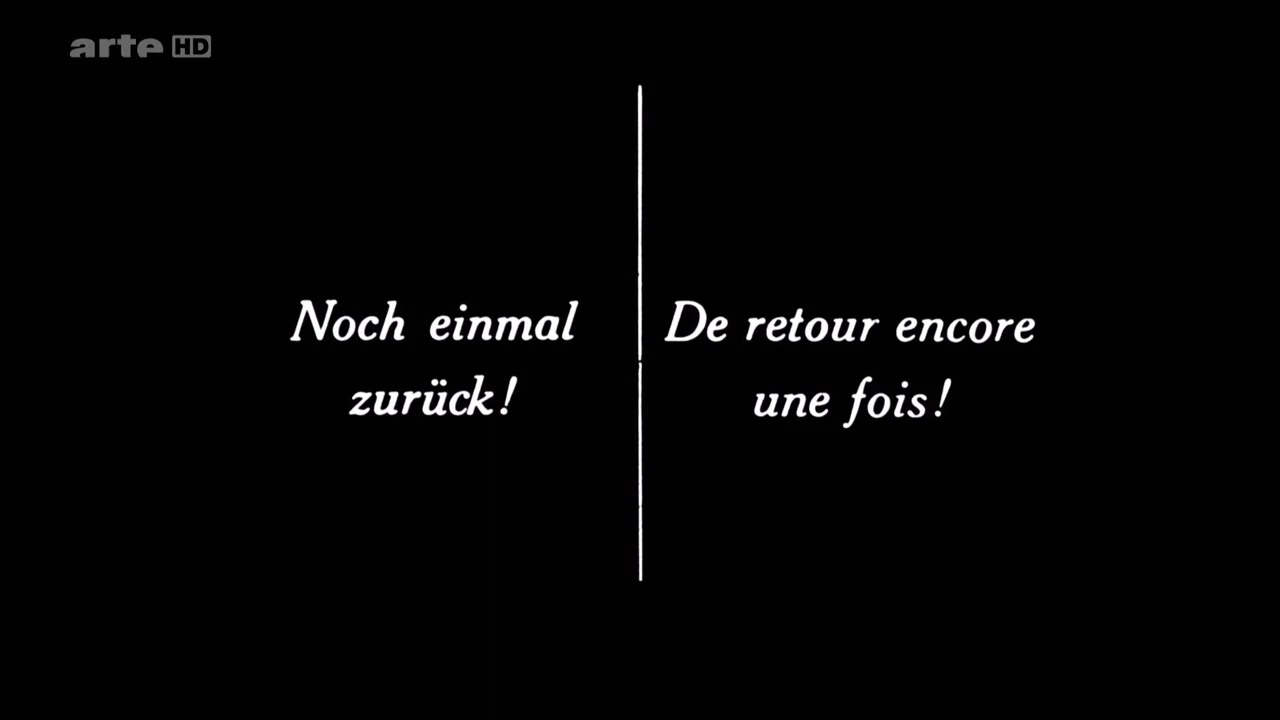 arte HD
Noch einmal
zurück!
De retour encore
une fois!